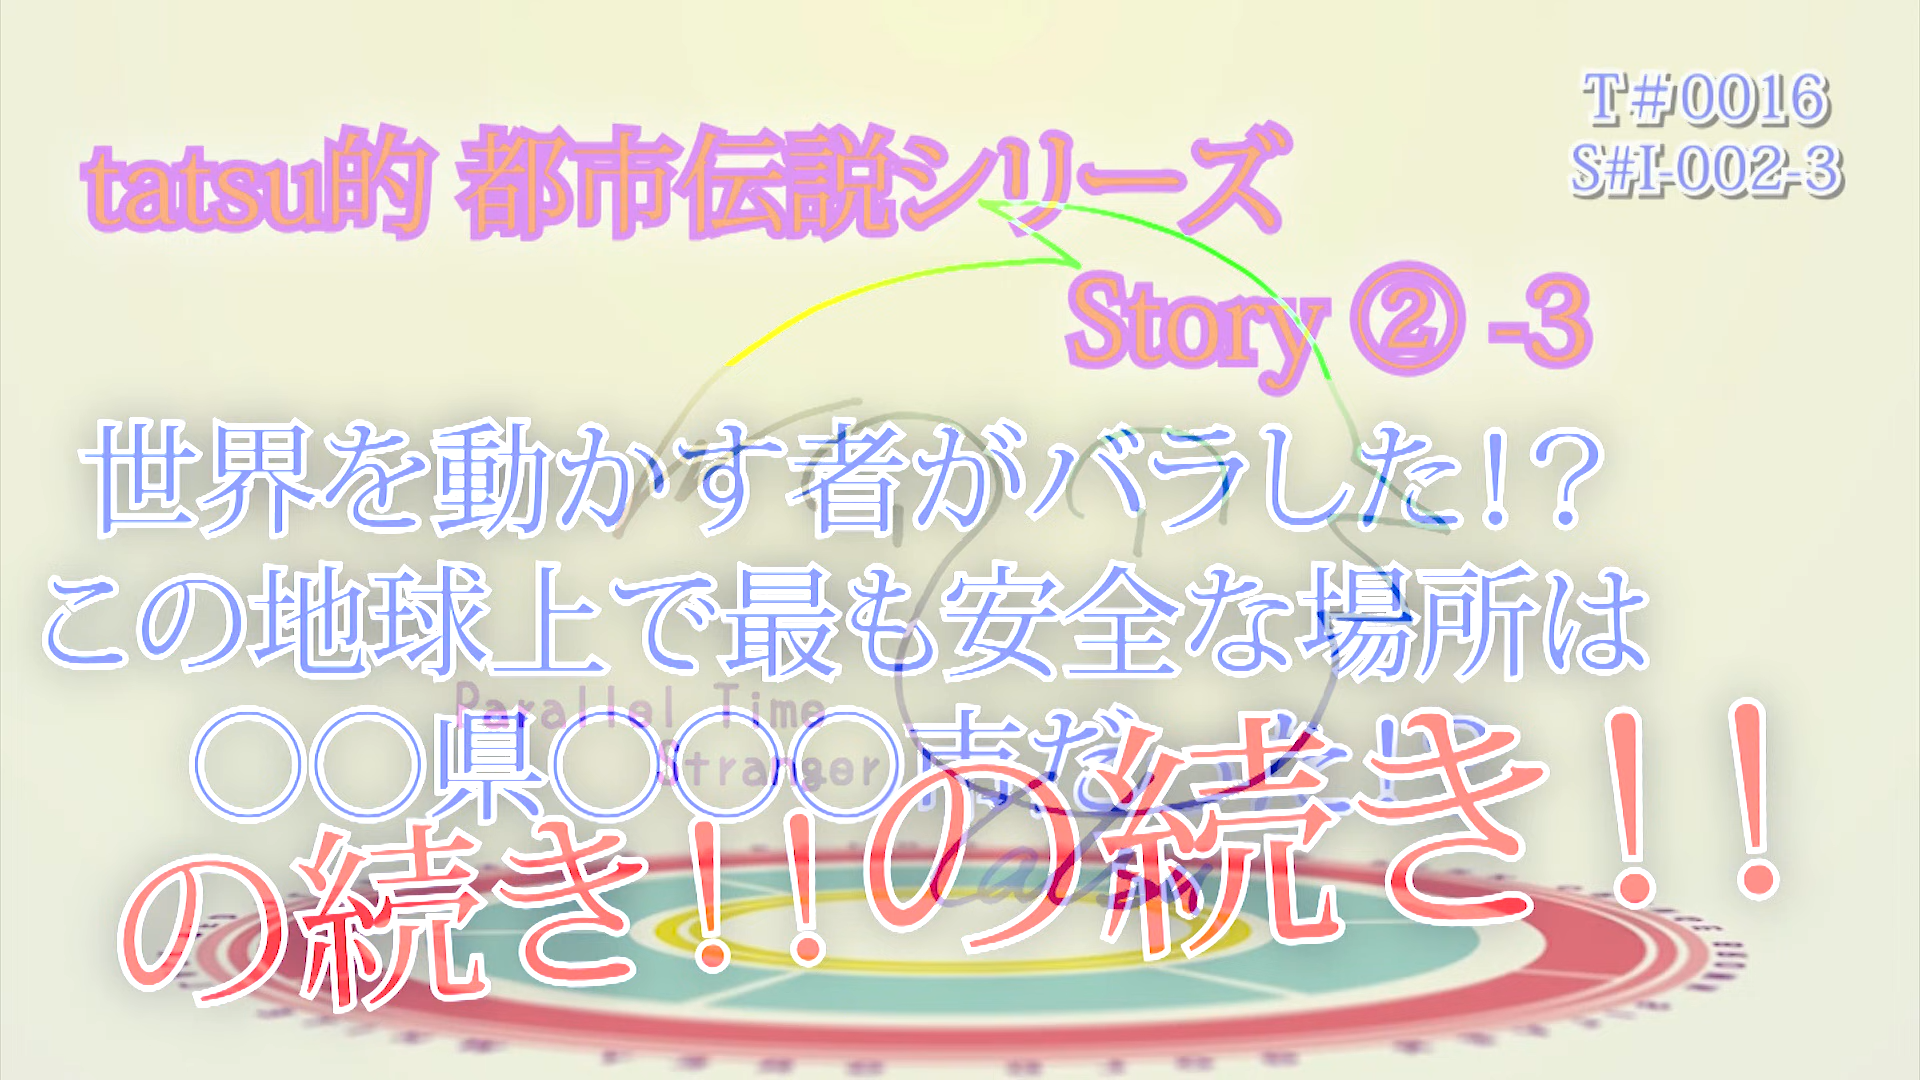 T#0016
S#I-002-3
tatsu的 都市伝説シリーズ
Story ② -3
世界を動かす者がバラした!?
この地球上で最も安全な場所は
○○県○○○市だった!?
Parallel Time
Stranger
の続き!!
の続き!!
Tatsu